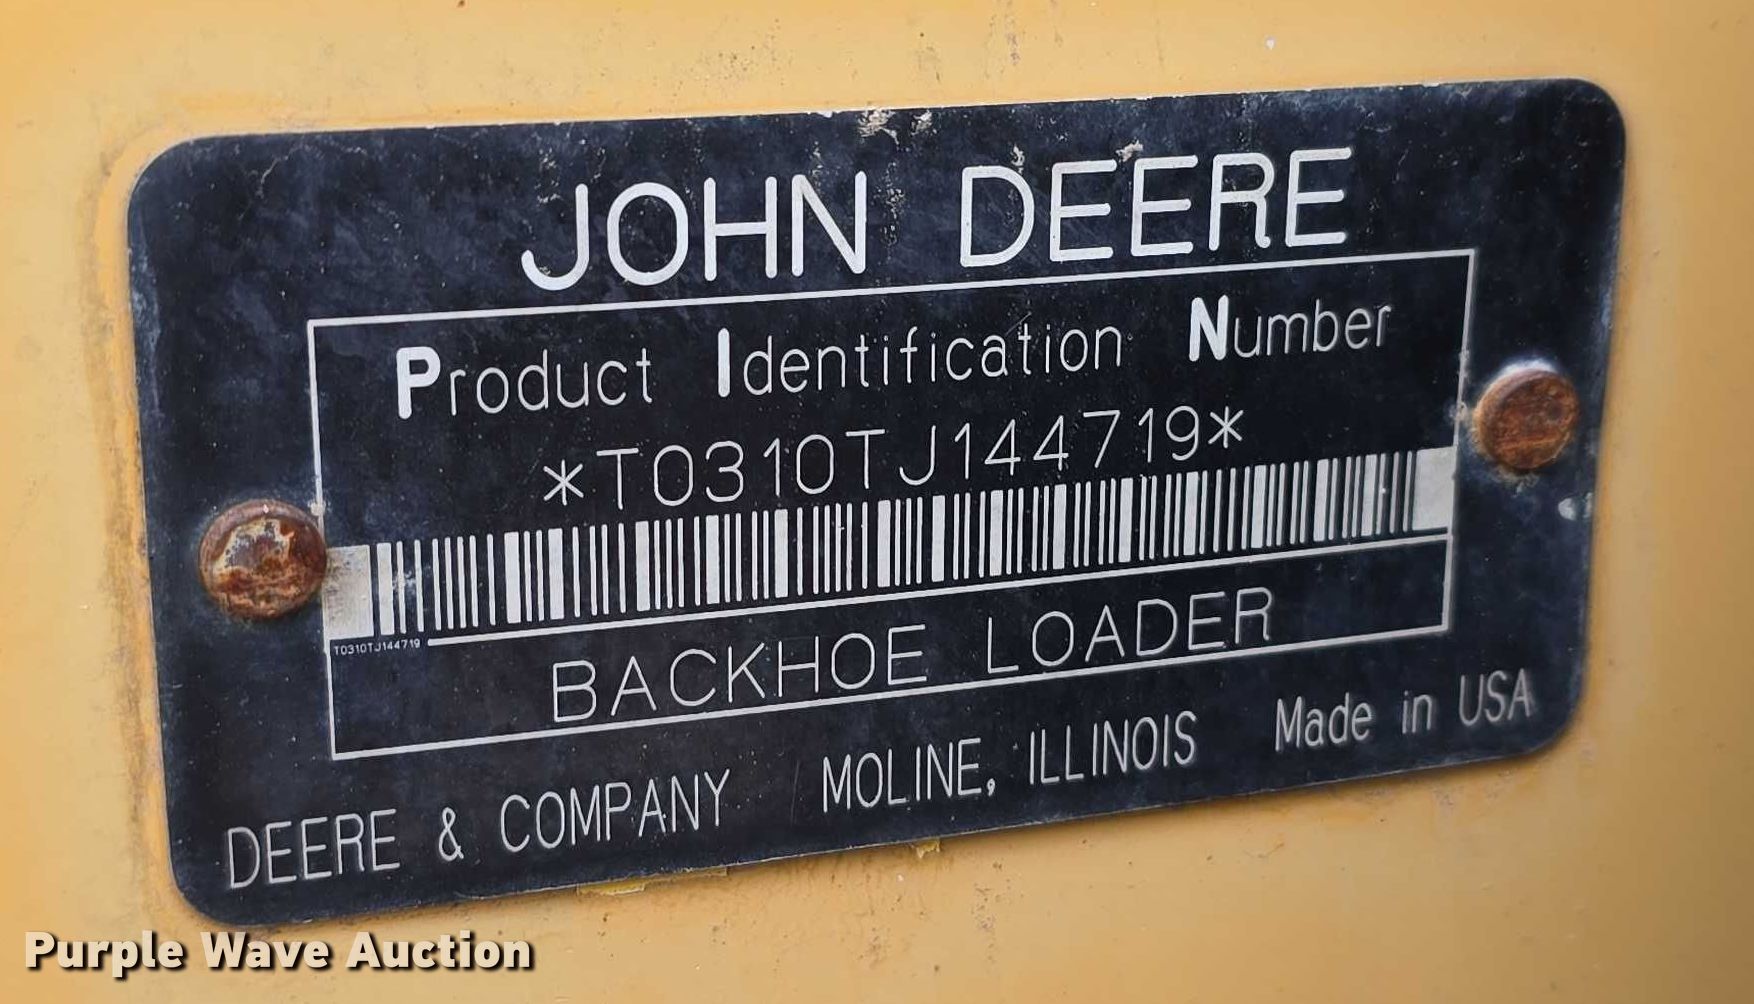 JOHN DEERE
Product Identification Number
*T0310TJ144719*
T0310TJ144719
BACKHOE LOADER
DEERE & COMPANY MOLINE, ILLINOIS Made in USA
Purple Wave Auction